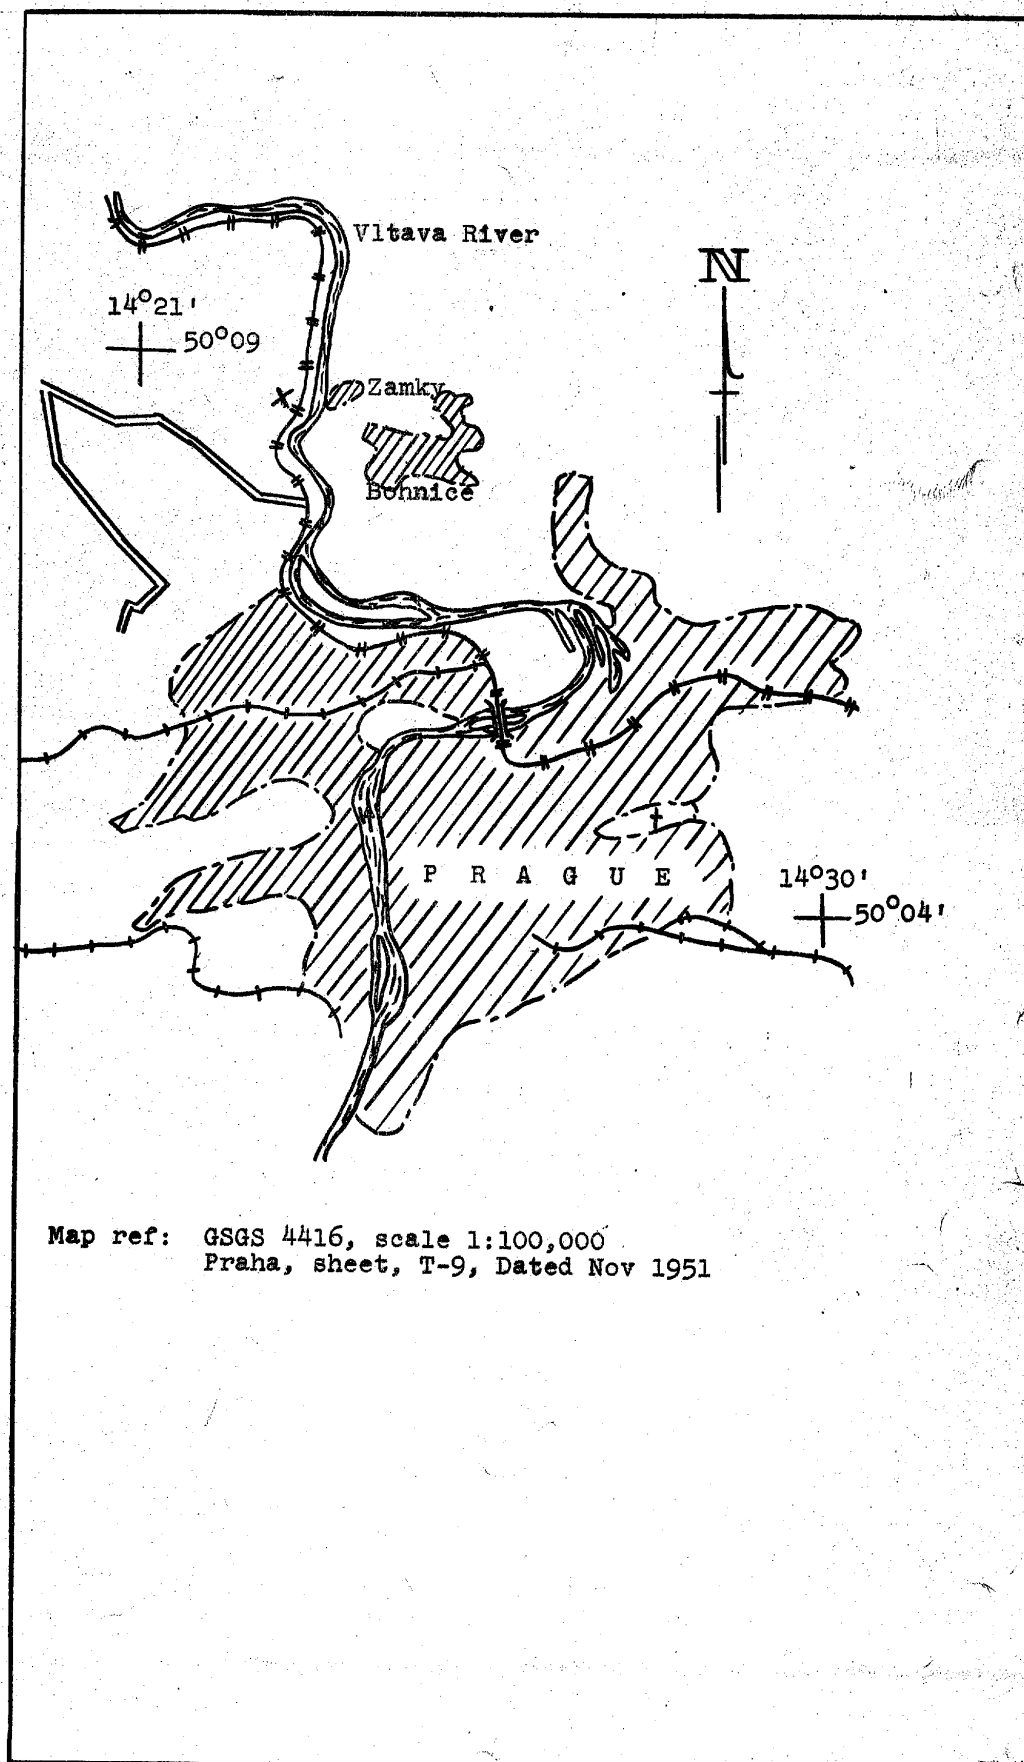 Vltava River
N
14°21'
50°09
X
Zamky
Bohnice
P R A G U E
14°30'
50°04'
Map ref: GSGS 4416, scale 1:100,000
Praha, sheet, T-9, Dated Nov 1951